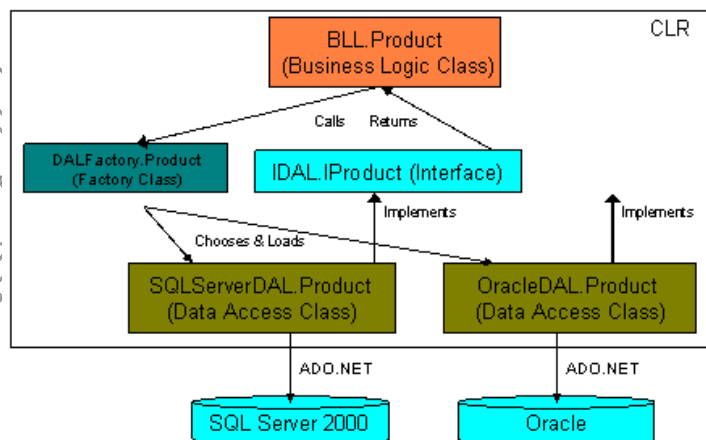 CLR
BLL.Product
(Business Logic Class)
Calls
Returns
DALFactory.Product
(Factory Class)
IDAL.IProduct (Interface)
Implements
Implements
Chooses & Loads
SQLServerDAL.Product
(Data Access Class)
OracleDAL.Product
(Data Access Class)
ADO.NET
ADO.NET
SQL Server 2000
Oracle